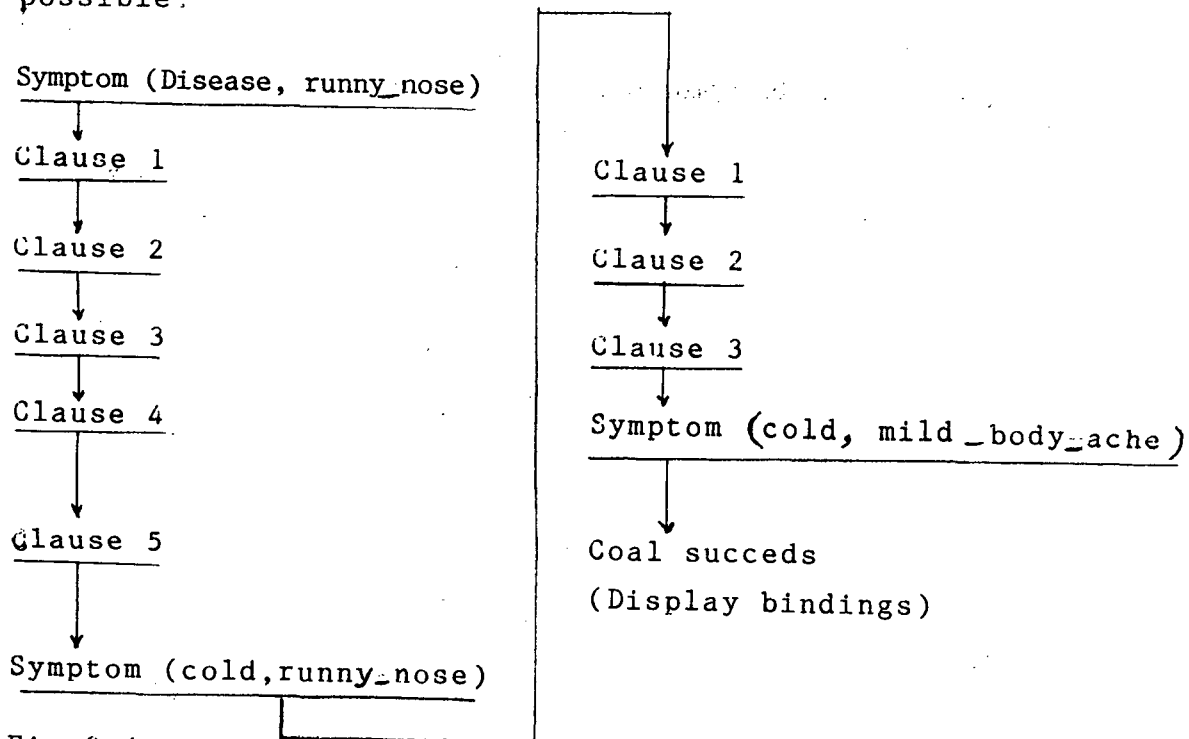 possible.
Symptom (Disease, runny_nose)
Clause 1
Clause 2
Clause 3
Clause 4
Clause 5
Symptom (cold,runny_nose)
Clause 1
Clause 2
Clause 3
Symptom (cold, mild_body_ache)
Coal succeds
(Display bindings)